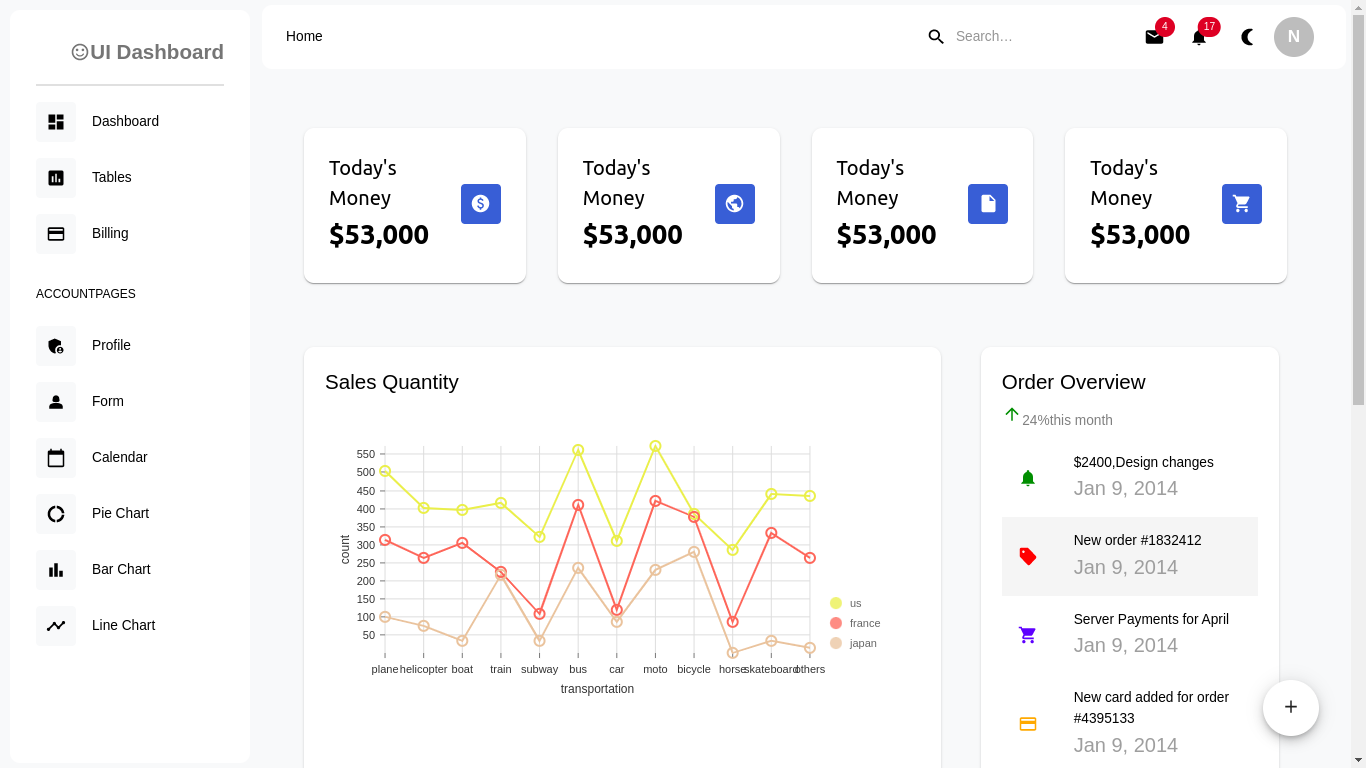 UI Dashboard
Dashboard
Tables
Billing
ACCOUNTPAGES
Profile
Form
Calendar
Pie Chart
Bar Chart
Line Chart
Home
Search…
4
17
N
Today's
Money
$53,000
Today's
Money
$53,000
Today's
Money
$53,000
Today's
Money
$53,000
Sales Quantity
550
500
450
400
350
300
250
200
150
100
50
count
plane helicopter boat train subway bus car moto bicycle horse skateboard others
transportation
us
france
japan
Order Overview
24%this month
$2400,Design changes
Jan 9, 2014
New order #1832412
Jan 9, 2014
Server Payments for April
Jan 9, 2014
New card added for order
#4395133
Jan 9, 2014
+